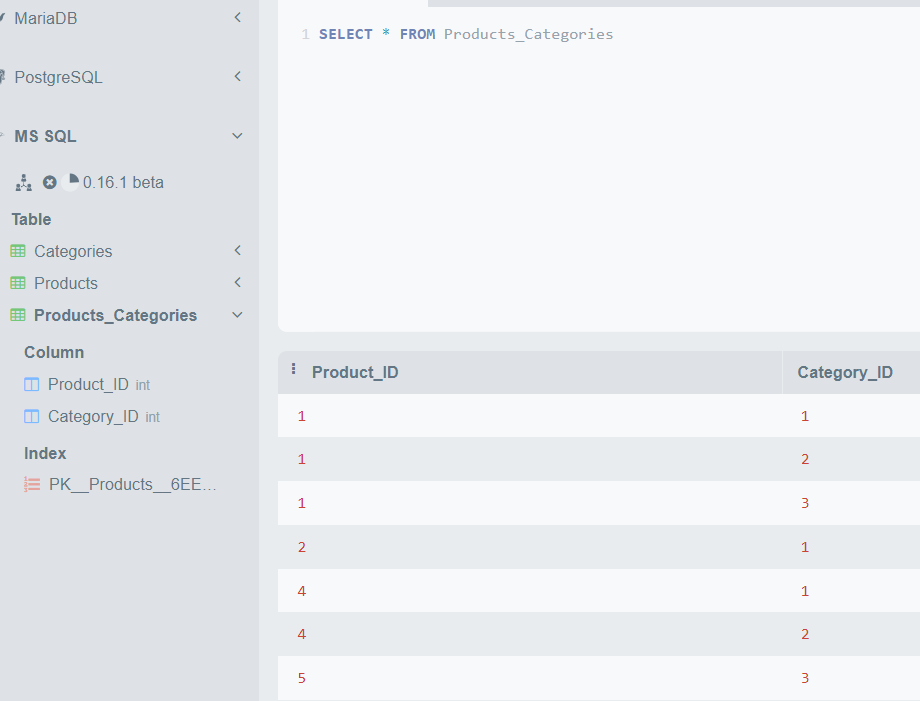 MariaDB
PostgreSQL
MS SQL
0.16.1 beta
Table
Categories
Products
Products_Categories
Column
Product_ID int
Category_ID int
Index
PK__Products__6EE...
1 SELECT * FROM Products_Categories
Product_ID Category_ID
1 1
1 2
1 3
2 1
4 1
4 2
5 3